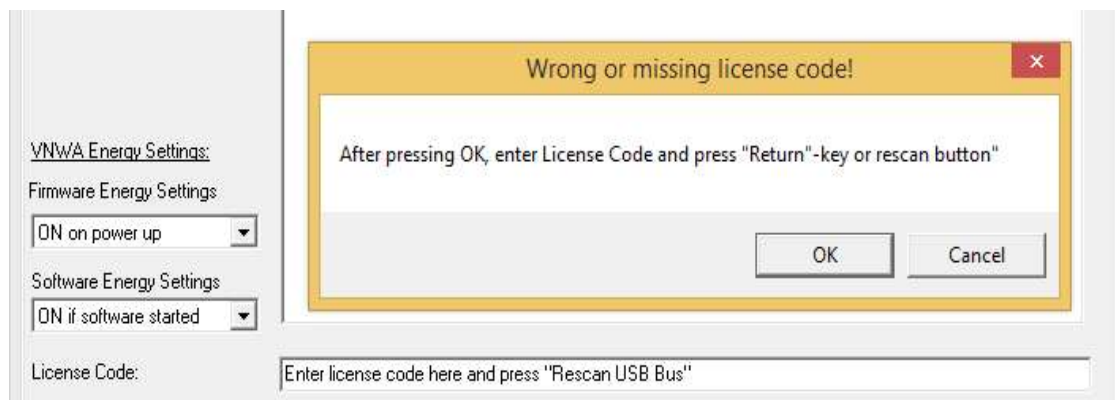 Wrong or missing license code!
After pressing OK, enter License Code and press "Return"-key or rescan button"
OK
Cancel
VNWA Energy Settings:
Firmware Energy Settings
ON on power up
Software Energy Settings
ON if software started
License Code:
Enter license code here and press "Rescan USB Bus"